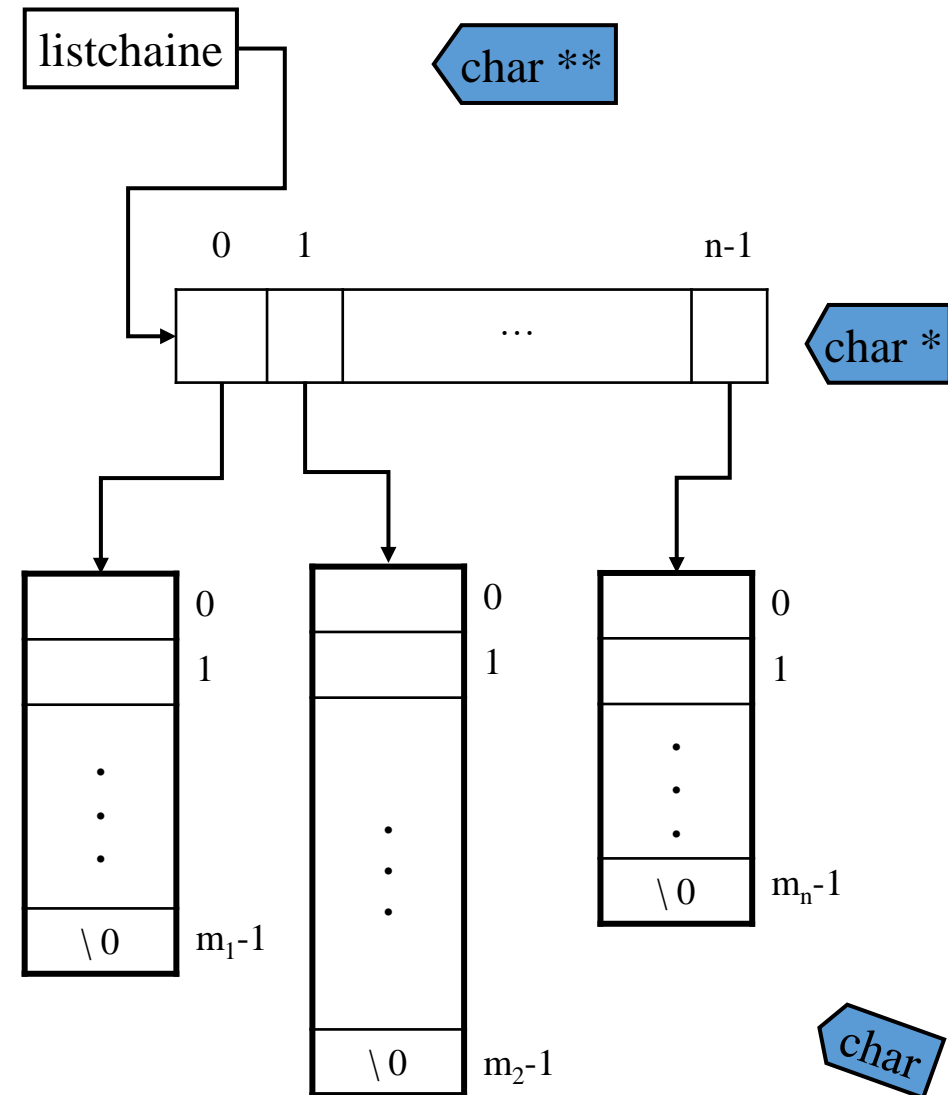 listchaine
char **
0 1 n-1
...
char *
0 0 0
1 1 1
\ 0 mₙ-1
\ 0 m₁-1
\ 0 m₂-1
char